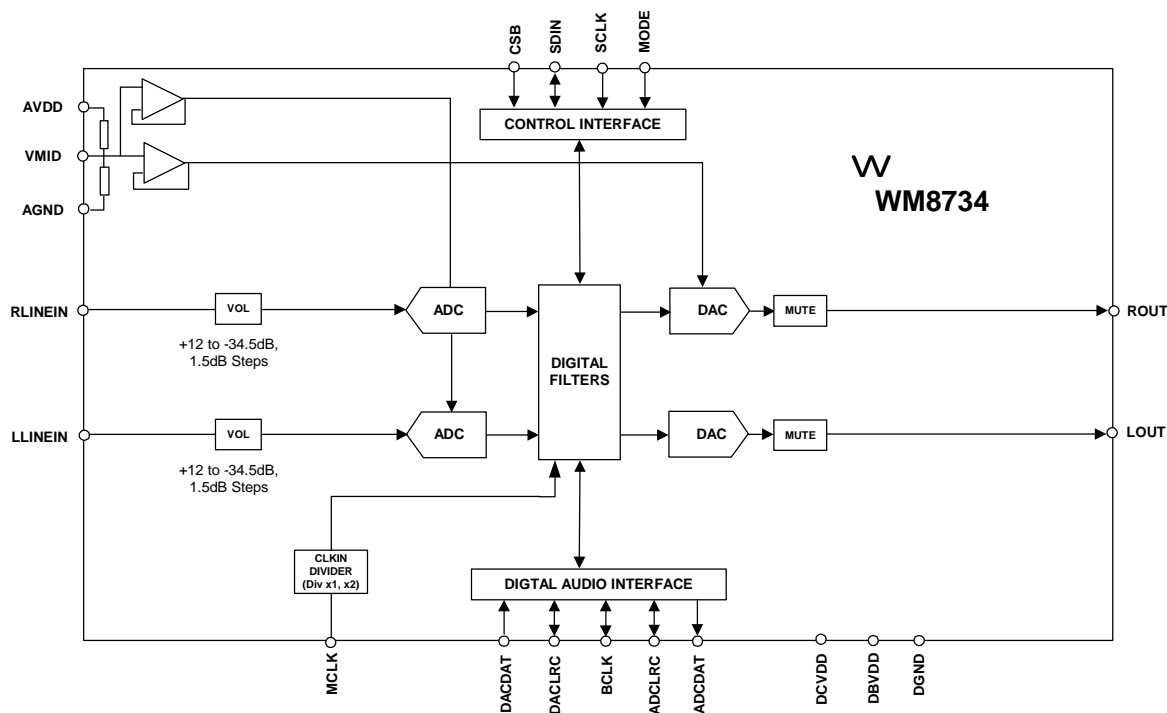 CSB
SDIN
SCLK
MODE
AVDD
VMID
AGND
CONTROL INTERFACE
W
WM8734
RLINEIN
VOL
+12 to -34.5dB,
1.5dB Steps
ADC
DIGITAL
FILTERS
DAC
MUTE
ROUT
LLINEIN
VOL
+12 to -34.5dB,
1.5dB Steps
ADC
DAC
MUTE
LOUT
CLKIN
DIVIDER
(Div x1, x2)
DIGTAL AUDIO INTERFACE
MCLK
DACDAT
DACLRC
BCLK
ADCLRC
ADCDAT
DCVDD
DBVDD
DGND